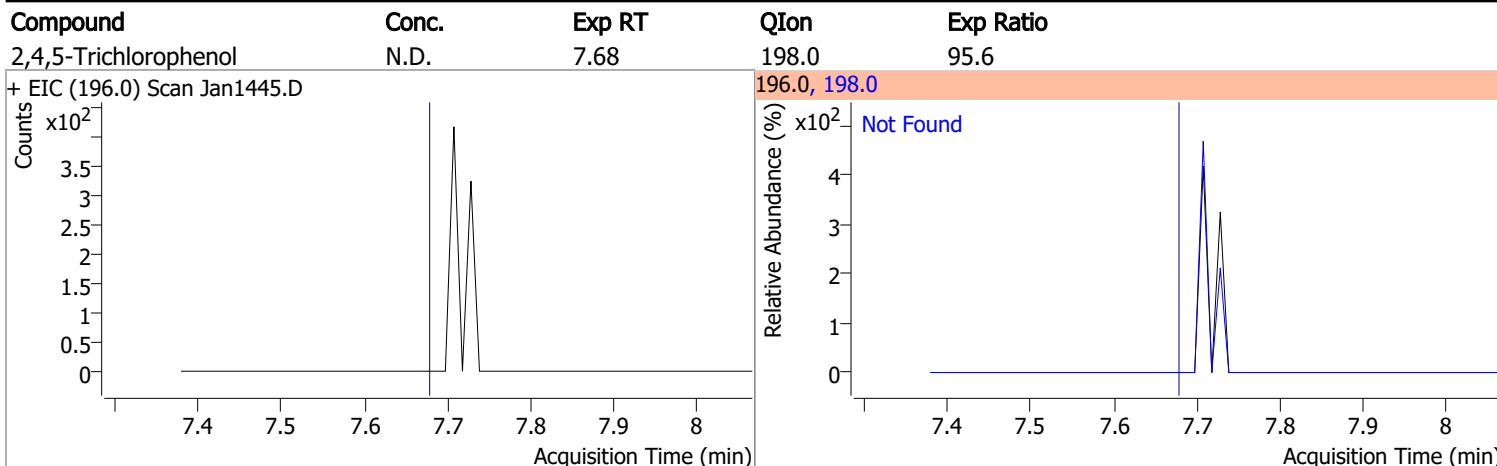 Compound Conc. Exp RT QIon Exp Ratio
2,4,5-Trichlorophenol N.D. 7.68 198.0 95.6
+ EIC (196.0) Scan Jan1445.D
Counts
x10²
3.5
3
2.5
2
1.5
1
0.5
0
7.4 7.5 7.6 7.7 7.8 7.9 8
Acquisition Time (min)
196.0, 198.0
Relative Abundance (%)
x10²
Not Found
4
3
2
1
0
7.4 7.5 7.6 7.7 7.8 7.9 8
Acquisition Time (min)